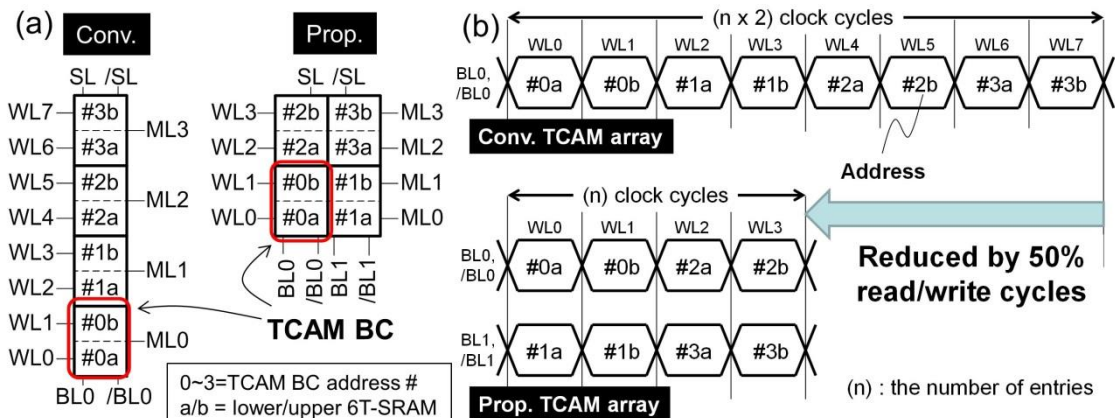 (a)
Conv.
SL /SL
WL7 #3b
ML3
WL6 #3a
WL5 #2b
ML2
WL4 #2a
WL3 #1b
ML1
WL2 #1a
WL1 #0b
ML0
WL0 #0a
BL0 /BL0
Prop.
SL /SL
WL3 #2b #3b ML3
WL2 #2a #3a ML2
WL1 #0b #1b ML1
WL0 #0a #1a ML0
BL0
/BL0
BL1
/BL1
TCAM BC
0~3=TCAM BC address #
a/b = lower/upper 6T-SRAM
(b)
(n x 2) clock cycles
WL0 WL1 WL2 WL3 WL4 WL5 WL6 WL7
BL0,
/BL0
#0a #0b #1a #1b #2a #2b #3a #3b
Conv. TCAM array
Address
(n) clock cycles
WL0 WL1 WL2 WL3
BL0,
/BL0
#0a #0b #2a #2b
Reduced by 50%
read/write cycles
BL1,
/BL1
#1a #1b #3a #3b
Prop. TCAM array
(n) : the number of entries